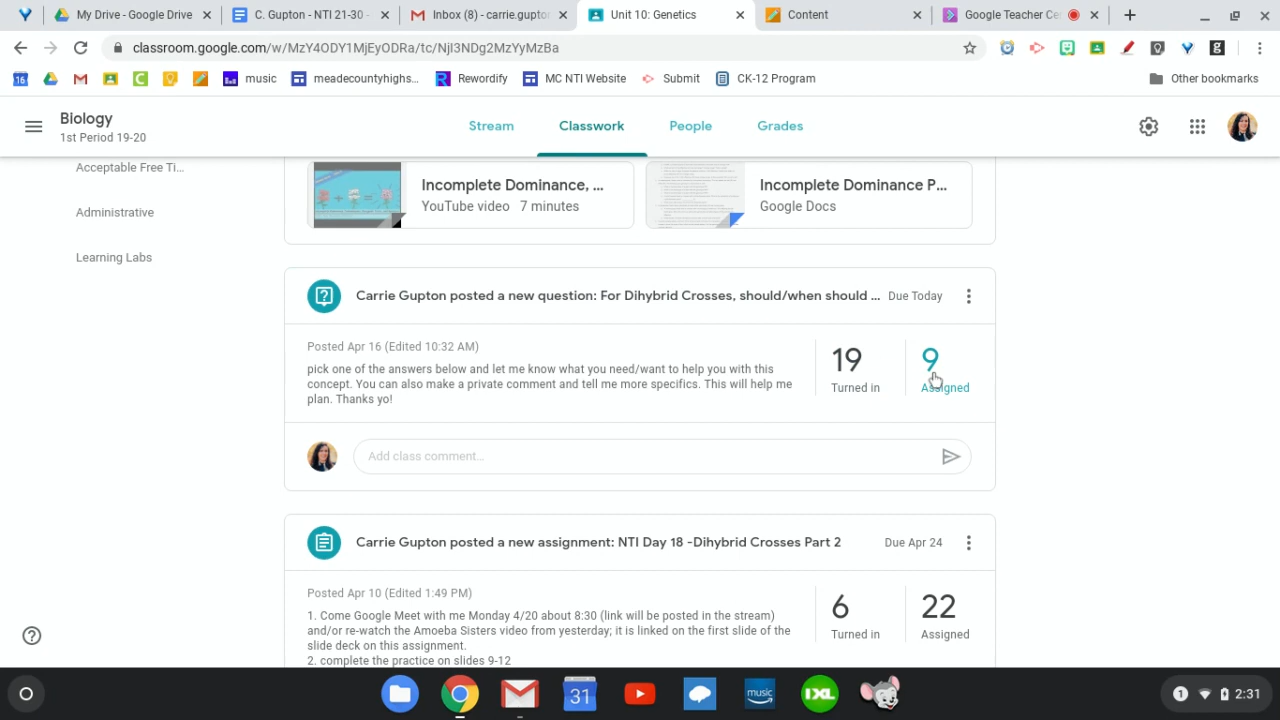 My Drive - Google Drive
C. Gupton - NTI 21-30 -
Inbox (8) - carrie.gupton
Unit 10: Genetics
Content
Google Teacher Ce
classroom.google.com/w/MzY4ODY1MjEyODRa/tc/NjI3NDg2MzYyMzBa
music
meadecountyhighs...
Rewordify
MC NTI Website
Submit
CK-12 Program
Other bookmarks
Biology
1st Period 19-20
Stream
Classwork
People
Grades
Acceptable Free Ti...
Administrative
Learning Labs
Incomplete Dominance, ...
YouTube video 7 minutes
Incomplete Dominance P...
Google Docs
Carrie Gupton posted a new question: For Dihybrid Crosses, should/when should ...
Due Today
Posted Apr 16 (Edited 10:32 AM)
pick one of the answers below and let me know what you need/want to help you with this
concept. You can also make a private comment and tell me more specifics. This will help me
plan. Thanks yo!
19
Turned in
9
Assigned
Add class comment...
Carrie Gupton posted a new assignment: NTI Day 18 -Dihybrid Crosses Part 2
Due Apr 24
Posted Apr 10 (Edited 1:49 PM)
1. Come Google Meet with me Monday 4/20 about 8:30 (link will be posted in the stream)
and/or re-watch the Amoeba Sisters video from yesterday; it is linked on the first slide of the
slide deck on this assignment.
2. complete the practice on slides 9-12
6
Turned in
22
Assigned
31
music
IXL
1
2:31